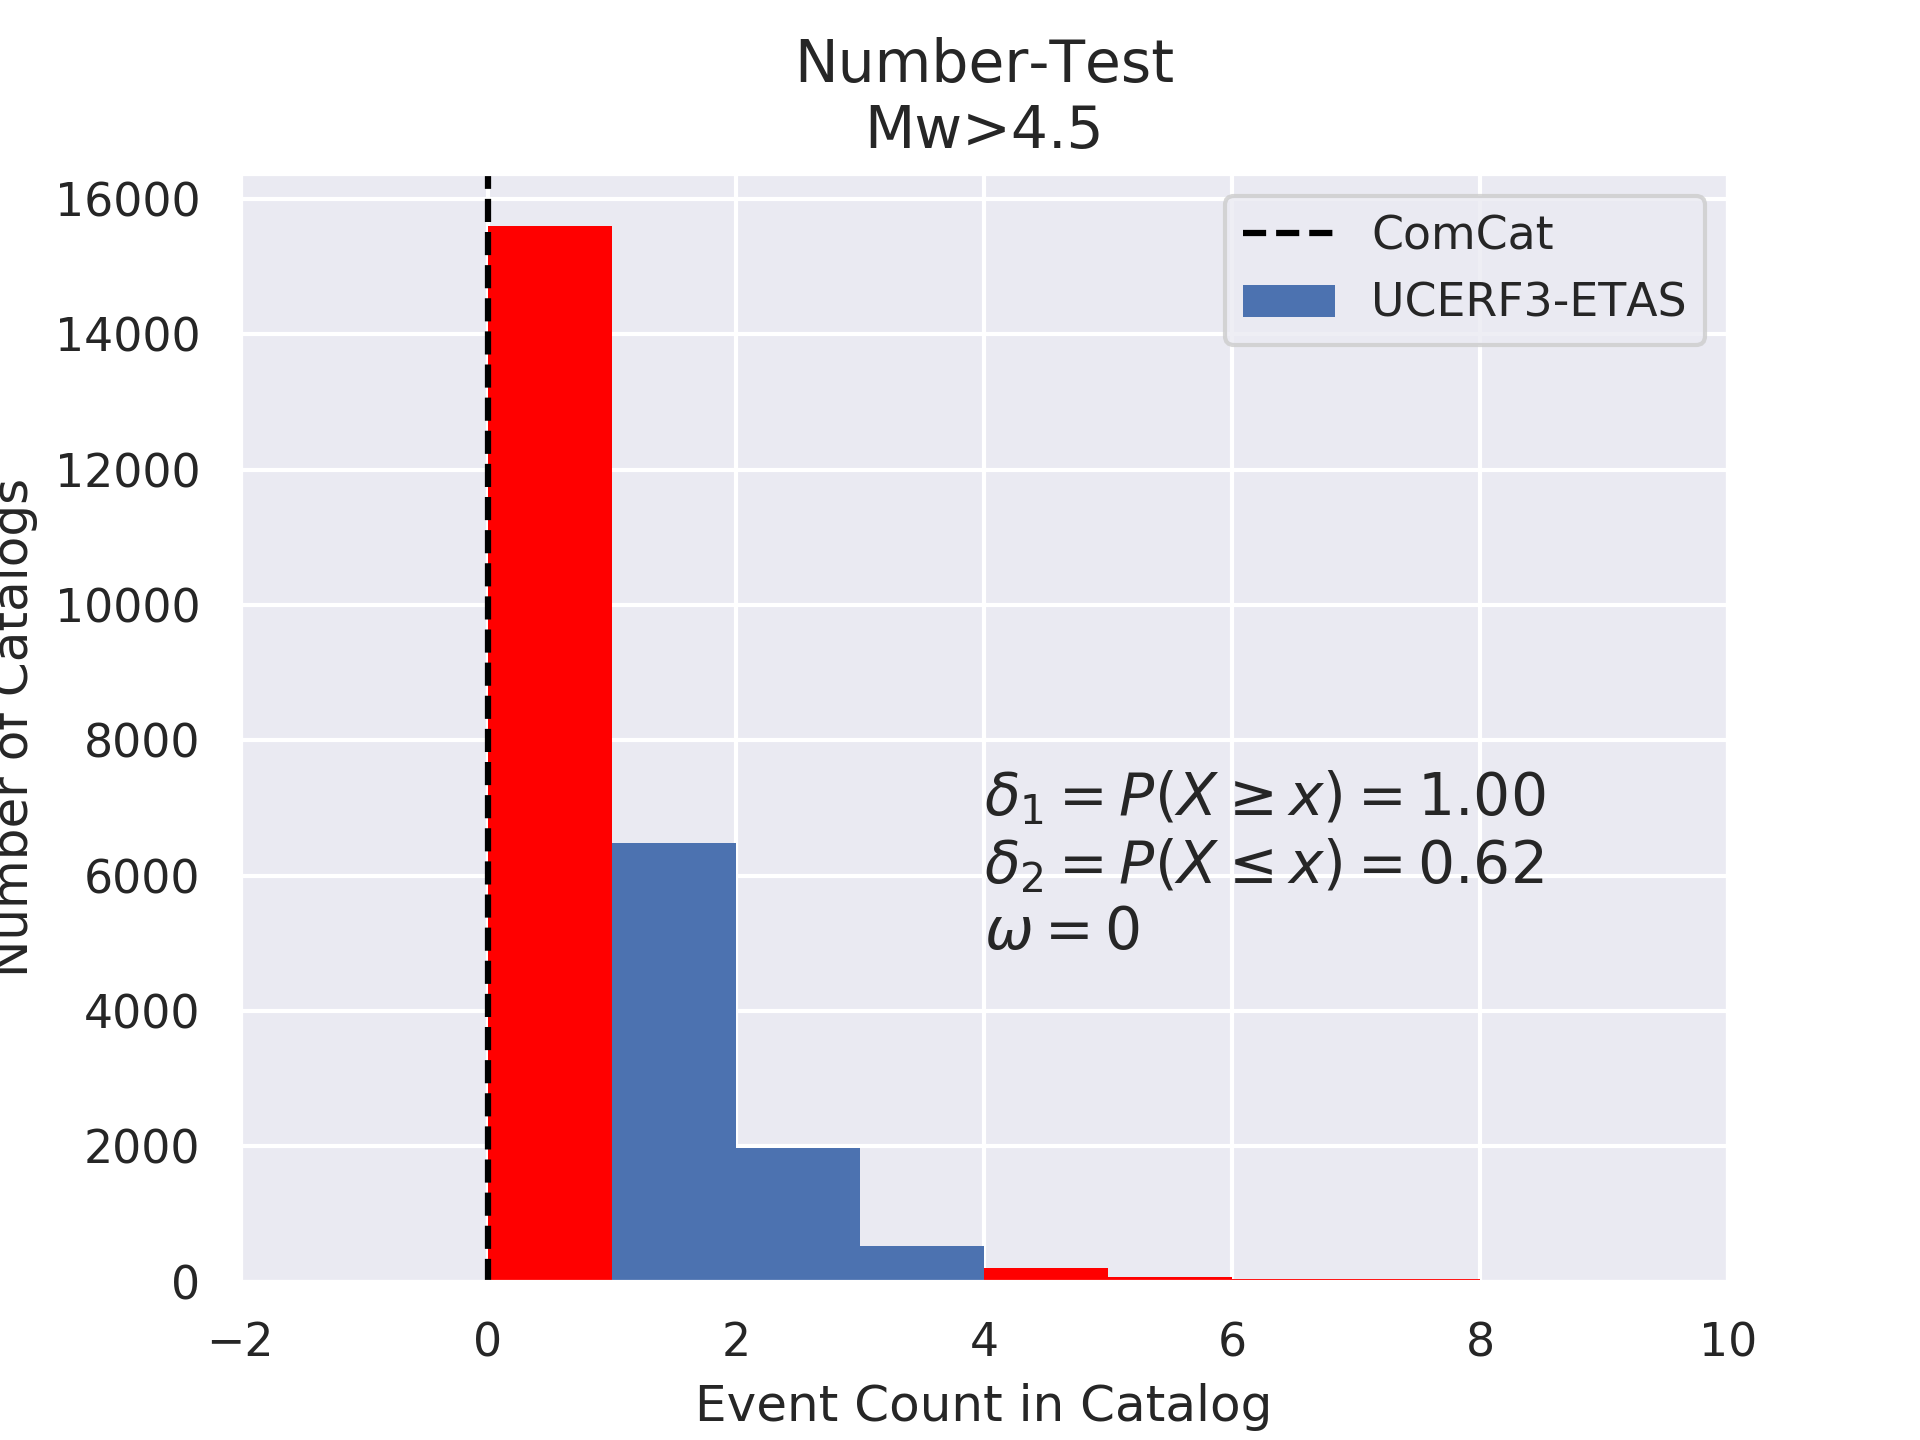 Number-Test
Mw>4.5
16000
14000
12000
10000
8000
6000
4000
2000
0
Number of Catalogs
ComCat
UCERF3-ETAS
δ₁ = P(X ≥ x) = 1.00
δ₂ = P(X ≤ x) = 0.62
ω = 0
−2 0 2 4 6 8 10
Event Count in Catalog